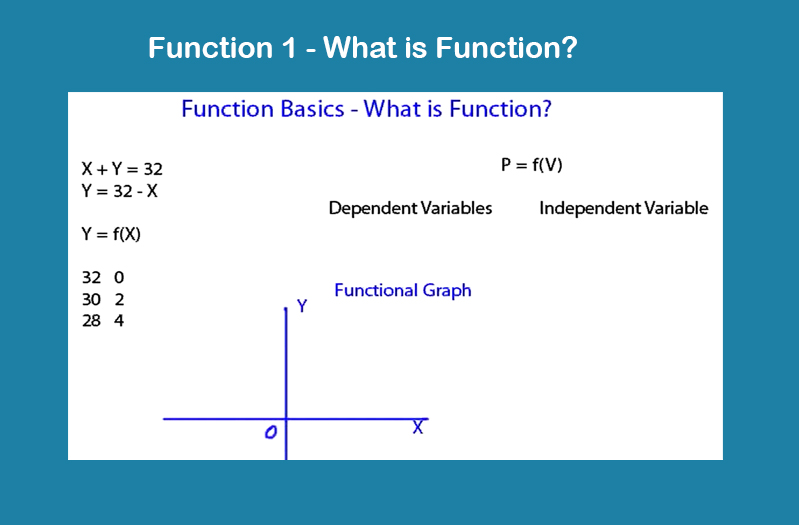 Function 1 - What is Function?
Function Basics - What is Function?
X + Y = 32
Y = 32 - X
Y = f(X)
32 0
30 2
28 4
P = f(V)
Dependent Variables Independent Variable
Functional Graph
Y
O
X